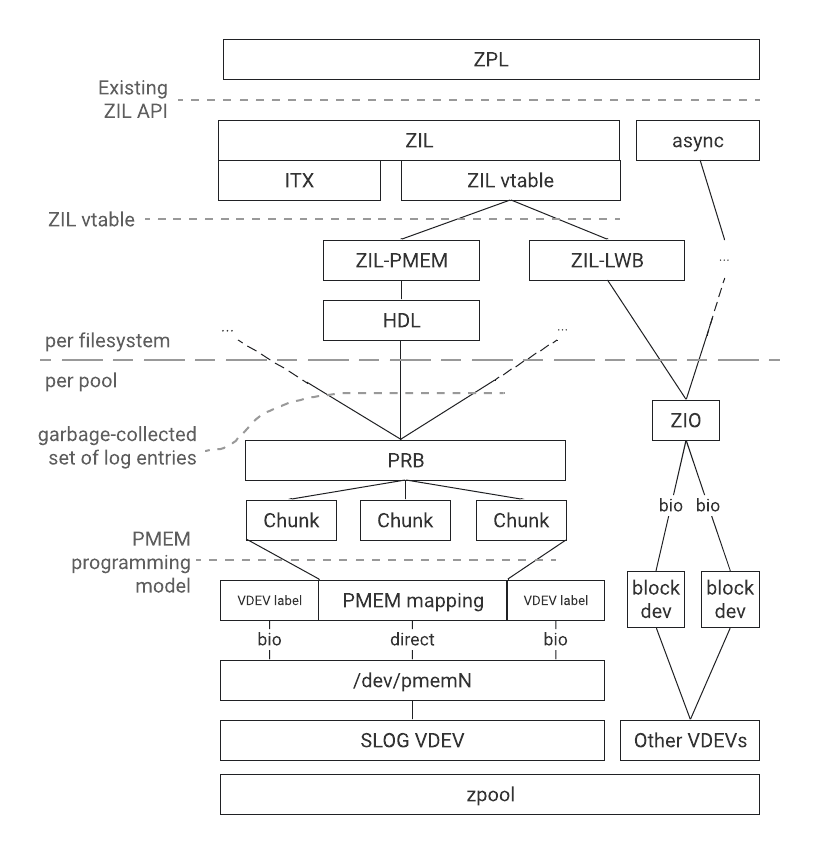 ZPL
Existing
ZIL API
ZIL
async
ITX
ZIL vtable
ZIL vtable
ZIL-PMEM
ZIL-LWB
...
HDL
...
...
per filesystem
per pool
ZIO
garbage-collected
set of log entries
PRB
bio
bio
Chunk
Chunk
Chunk
PMEM
programming
model
block
dev
block
dev
VDEV label
PMEM mapping
VDEV label
bio
direct
bio
/dev/pmemN
SLOG VDEV
Other VDEVs
zpool